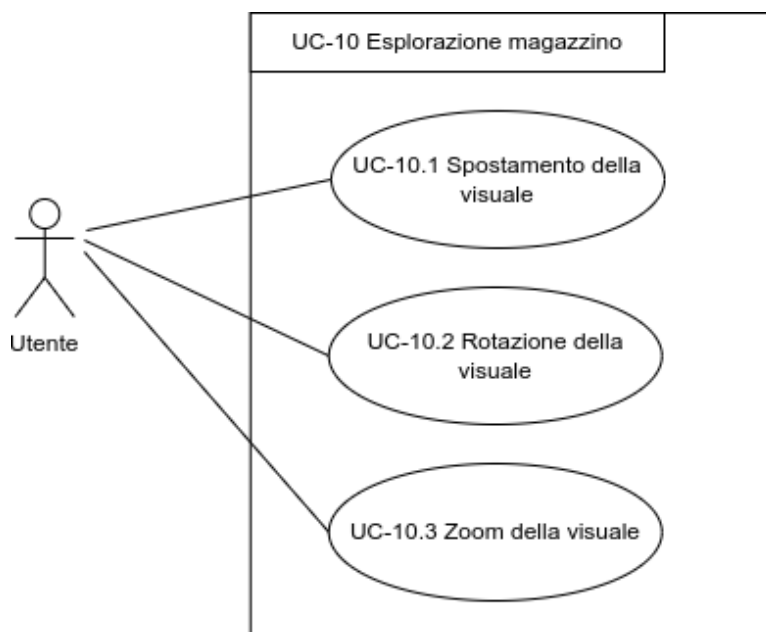 UC-10 Esplorazione magazzino
UC-10.1 Spostamento della
visuale
UC-10.2 Rotazione della
visuale
Utente
UC-10.3 Zoom della visuale